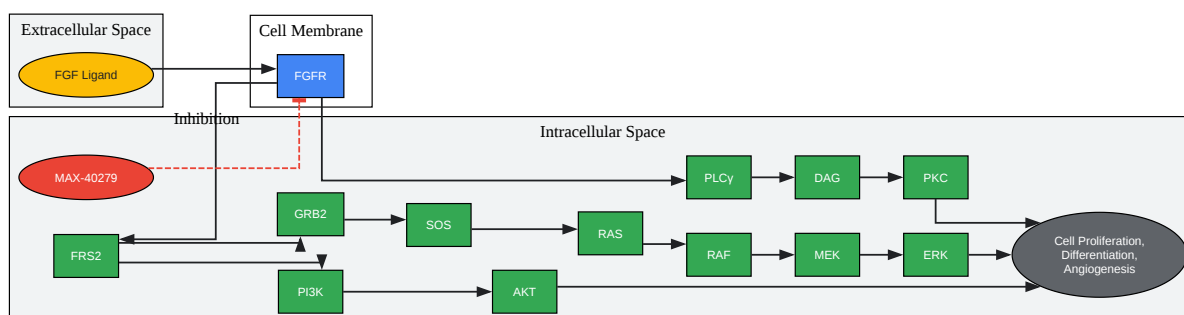 Extracellular Space
Cell Membrane
FGF Ligand
FGFR
Inhibition
Intracellular Space
MAX-40279
PLCγ
DAG
PKC
GRB2
SOS
RAS
FRS2
RAF
MEK
ERK
Cell Proliferation,
Differentiation,
Angiogenesis
PI3K
AKT